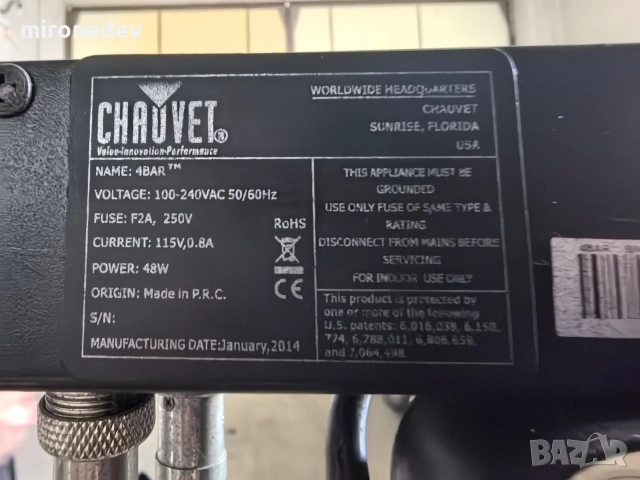 mironedev
CHAUVET®
Value-Innovation-Performance
WORLDWIDE HEADQUARTERS
CHAUVET
SUNRISE, FLORIDA
USA
NAME: 4BAR™
VOLTAGE: 100-240VAC 50/60Hz
FUSE: F2A, 250V
CURRENT: 115V,0.8A
POWER: 48W
ORIGIN: Made in P.R.C.
S/N:
MANUFACTURING DATE:January,2014
RoHS
CE
THIS APPLIANCE MUST BE
GROUNDED
USE ONLY FUSE OF SAME TYPE &
RATING
DISCONNECT FROM MAINS BEFORE
SERVICING
FOR INDOOR USE ONLY
This product is protected by
one or more of the following
U.S. patents: 6,016,038, 6,150,
774, 6,788,011, 6,806,659,
and 7,064,498.
BAZAR